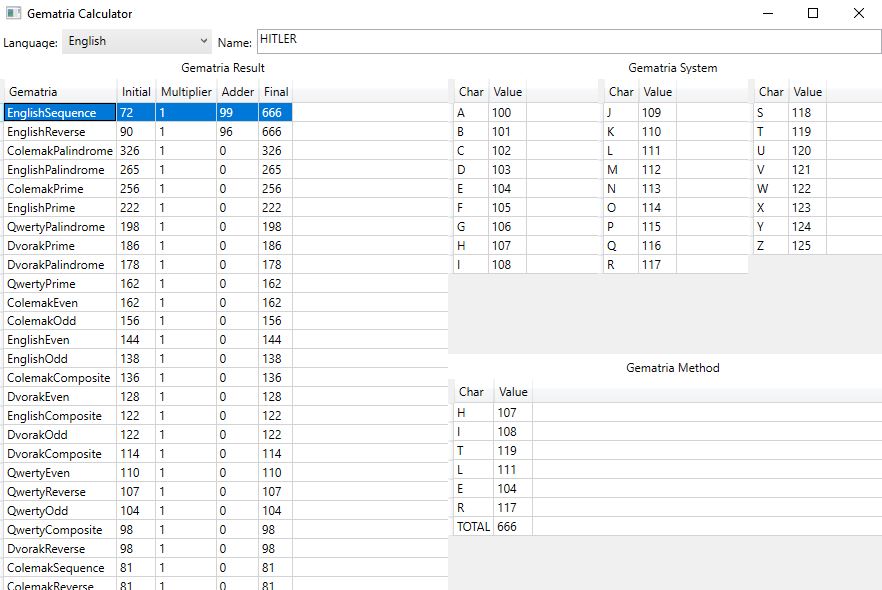 Gematria Calculator
Language: English Name: HITLER
Gematria Result
Gematria Initial Multiplier Adder Final
EnglishSequence 72 1 99 666
EnglishReverse 90 1 96 666
ColemakPalindrome 326 1 0 326
EnglishPalindrome 265 1 0 265
ColemakPrime 256 1 0 256
EnglishPrime 222 1 0 222
QwertyPalindrome 198 1 0 198
DvorakPrime 186 1 0 186
DvorakPalindrome 178 1 0 178
QwertyPrime 162 1 0 162
ColemakEven 162 1 0 162
ColemakOdd 156 1 0 156
EnglishEven 144 1 0 144
EnglishOdd 138 1 0 138
ColemakComposite 136 1 0 136
DvorakEven 128 1 0 128
EnglishComposite 122 1 0 122
DvorakOdd 122 1 0 122
DvorakComposite 114 1 0 114
QwertyEven 110 1 0 110
QwertyReverse 107 1 0 107
QwertyOdd 104 1 0 104
QwertyComposite 98 1 0 98
DvorakReverse 98 1 0 98
ColemakSequence 81 1 0 81
ColemakReverse 81 1 0 81
Gematria System
Char Value Char Value Char Value
A 100 J 109 S 118
B 101 K 110 T 119
C 102 L 111 U 120
D 103 M 112 V 121
E 104 N 113 W 122
F 105 O 114 X 123
G 106 P 115 Y 124
H 107 Q 116 Z 125
I 108 R 117
Gematria Method
Char Value
H 107
I 108
T 119
L 111
E 104
R 117
TOTAL 666